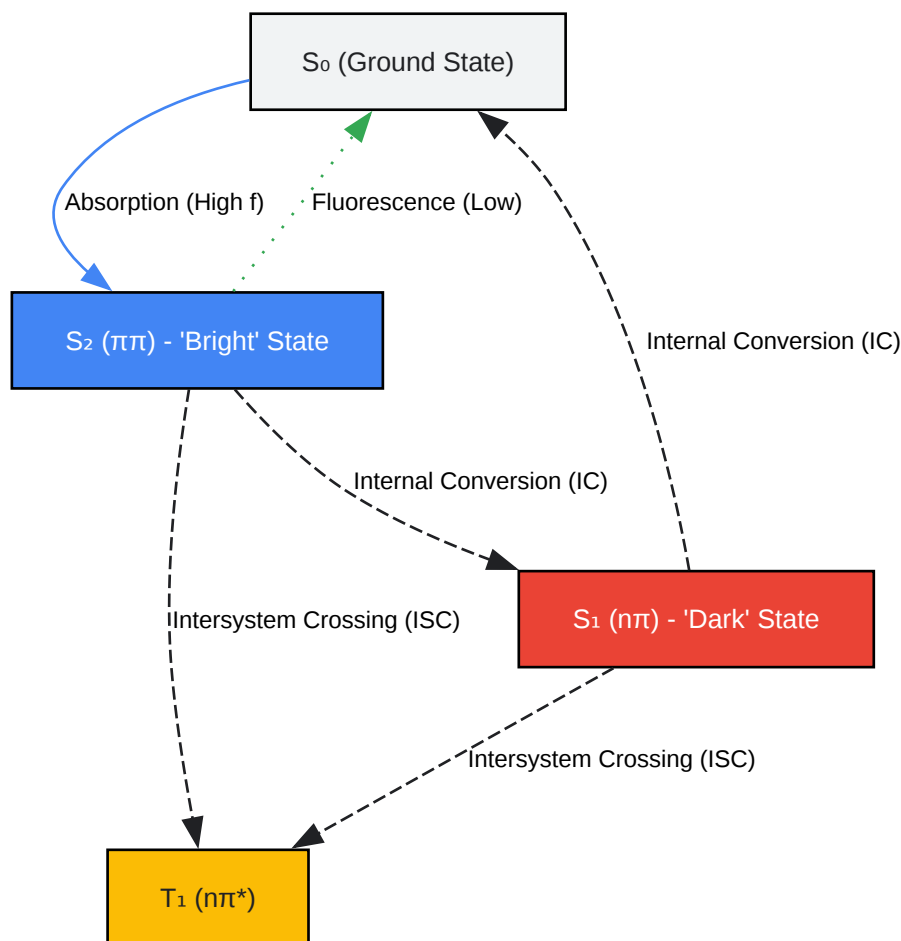 S₀ (Ground State)
Absorption (High f)
Fluorescence (Low)
S₂ (ππ) - 'Bright' State
Internal Conversion (IC)
Internal Conversion (IC)
S₁ (nπ) - 'Dark' State
Intersystem Crossing (ISC)
Intersystem Crossing (ISC)
T₁ (nπ*)